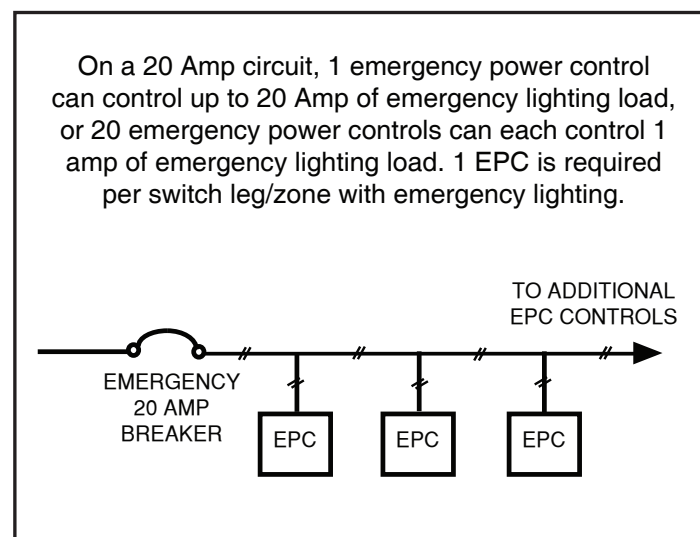 On a 20 Amp circuit, 1 emergency power control
can control up to 20 Amp of emergency lighting load,
or 20 emergency power controls can each control 1
amp of emergency lighting load. 1 EPC is required
per switch leg/zone with emergency lighting.
TO ADDITIONAL
EPC CONTROLS
EMERGENCY
20 AMP
BREAKER
EPC
EPC
EPC